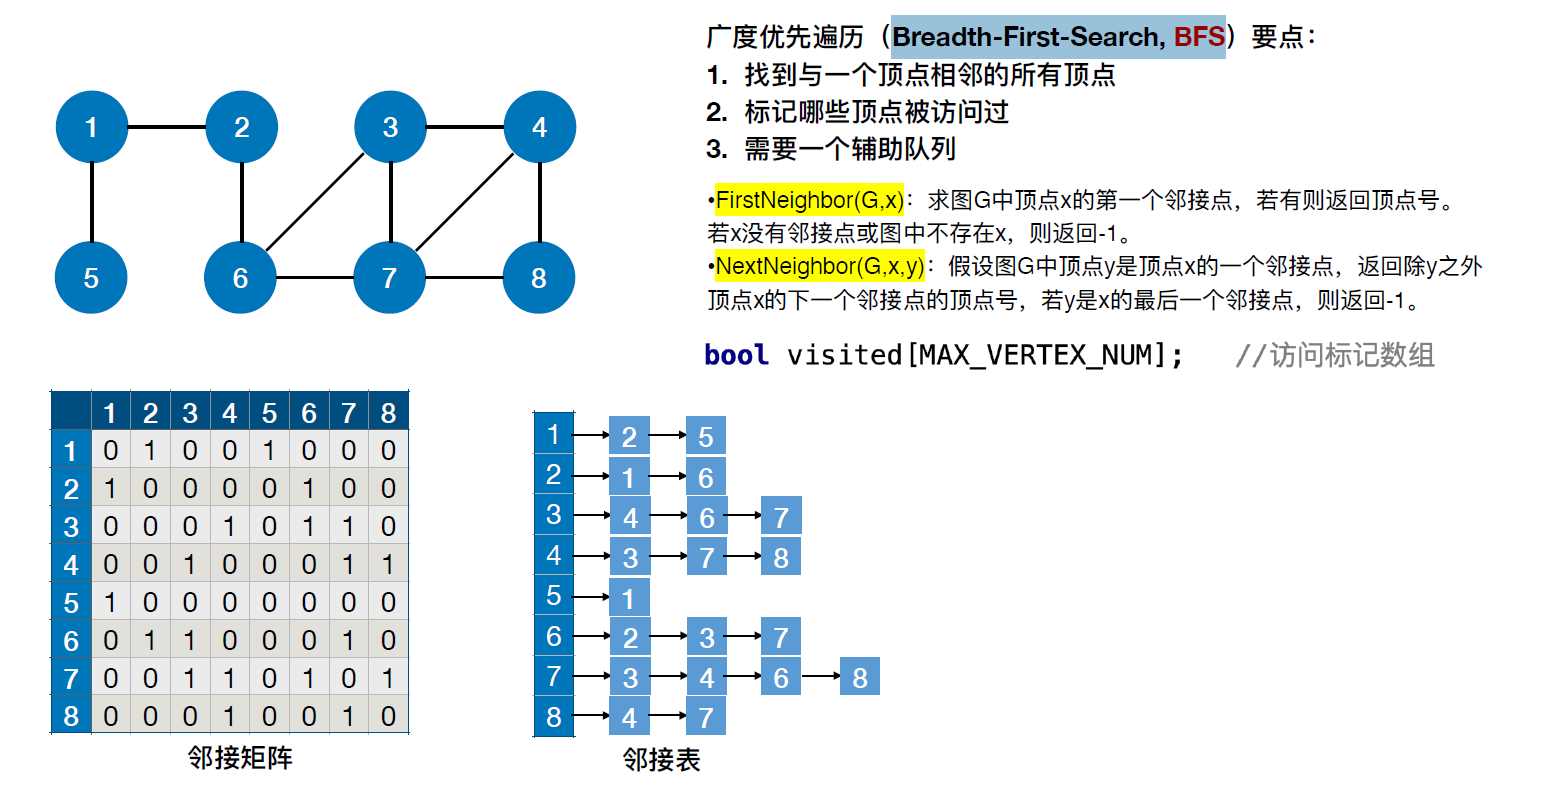 广度优先遍历（Breadth-First-Search, BFS）要点：
1. 找到与一个顶点相邻的所有顶点
2. 标记哪些顶点被访问过
3. 需要一个辅助队列
•FirstNeighbor(G,x)：求图G中顶点x的第一个邻接点，若有则返回顶点号。
若x没有邻接点或图中不存在x，则返回-1。
•NextNeighbor(G,x,y)：假设图G中顶点y是顶点x的一个邻接点，返回除y之外
顶点x的下一个邻接点的顶点号，若y是x的最后一个邻接点，则返回-1。
bool visited[MAX_VERTEX_NUM]; //访问标记数组
1 2 3 4
5 6 7 8
1 2 3 4 5 6 7 8
1 0 1 0 0 1 0 0 0
2 1 0 0 0 0 1 0 0
3 0 0 0 1 0 1 1 0
4 0 0 1 0 0 0 1 1
5 1 0 0 0 0 0 0 0
6 0 1 1 0 0 0 1 0
7 0 0 1 1 0 1 0 1
8 0 0 0 1 0 0 1 0
邻接矩阵
1 2 5
2 1 6
3 4 6 7
4 3 7 8
5 1
6 2 3 7
7 3 4 6 8
8 4 7
邻接表